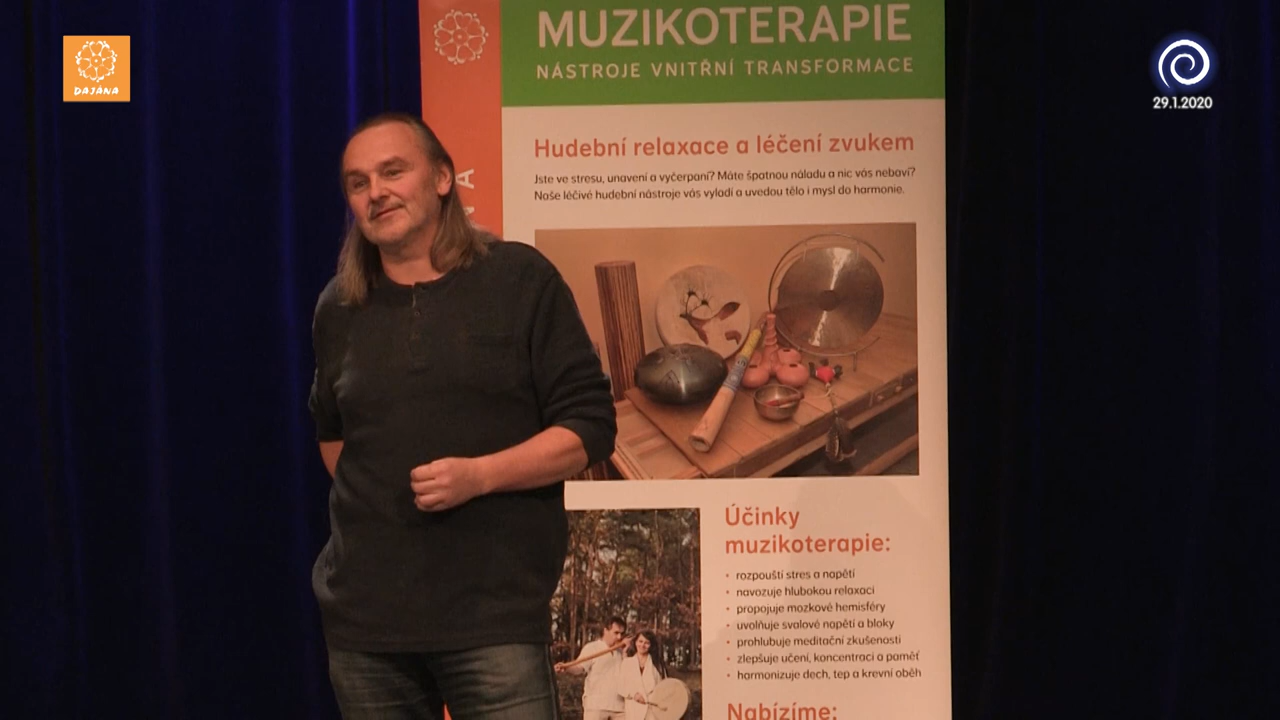 DAJÁNA
29.1.2020
MUZIKOTERAPIE
NÁSTROJE VNITŘNÍ TRANSFORMACE
Hudební relaxace a léčení zvukem
Jste ve stresu, unavení a vyčerpaní? Máte špatnou náladu a nic vás nebaví?
Naše léčivé hudební nástroje vás vyladí a uvedou tělo i mysl do harmonie.
Účinky
muzikoterapie:
• rozpouští stres a napětí
• navozuje hlubokou relaxaci
• propojuje mozkové hemisféry
• uvolňuje svalové napětí a bloky
• prohlubuje meditační zkušenosti
• zlepšuje učení, koncentraci a paměť
• harmonizuje dech, tep a krevní oběh
Nabízíme: